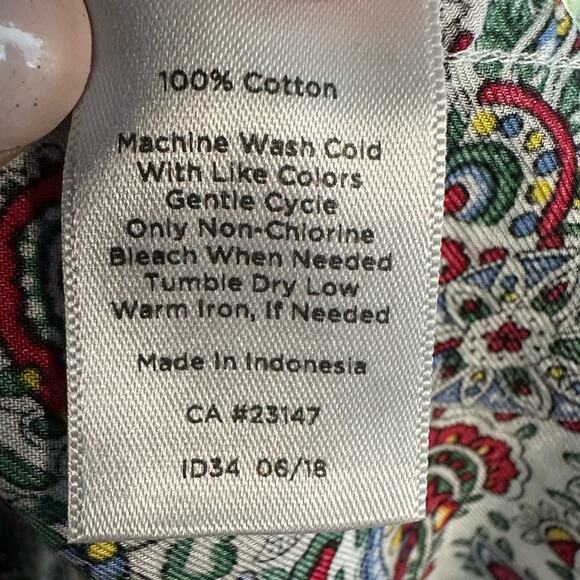 100% Cotton
Machine Wash Cold
With Like Colors
Gentle Cycle
Only Non-Chlorine
Bleach When Needed
Tumble Dry Low
Warm Iron, If Needed
Made In Indonesia
CA #23147
ID34 06/18